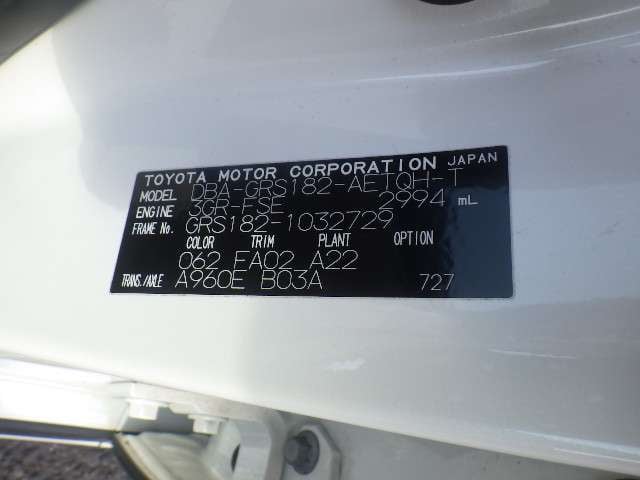 TOYOTA MOTOR CORPORATION JAPAN
MODEL DBA-GRS182-AETQH-T
ENGINE 3GR-FSE 2994 mL
FRAME No. GRS182-1032729
COLOR TRIM PLANT OPTION
062 FA02 A22
TRANS./AXLE A960E B03A 727